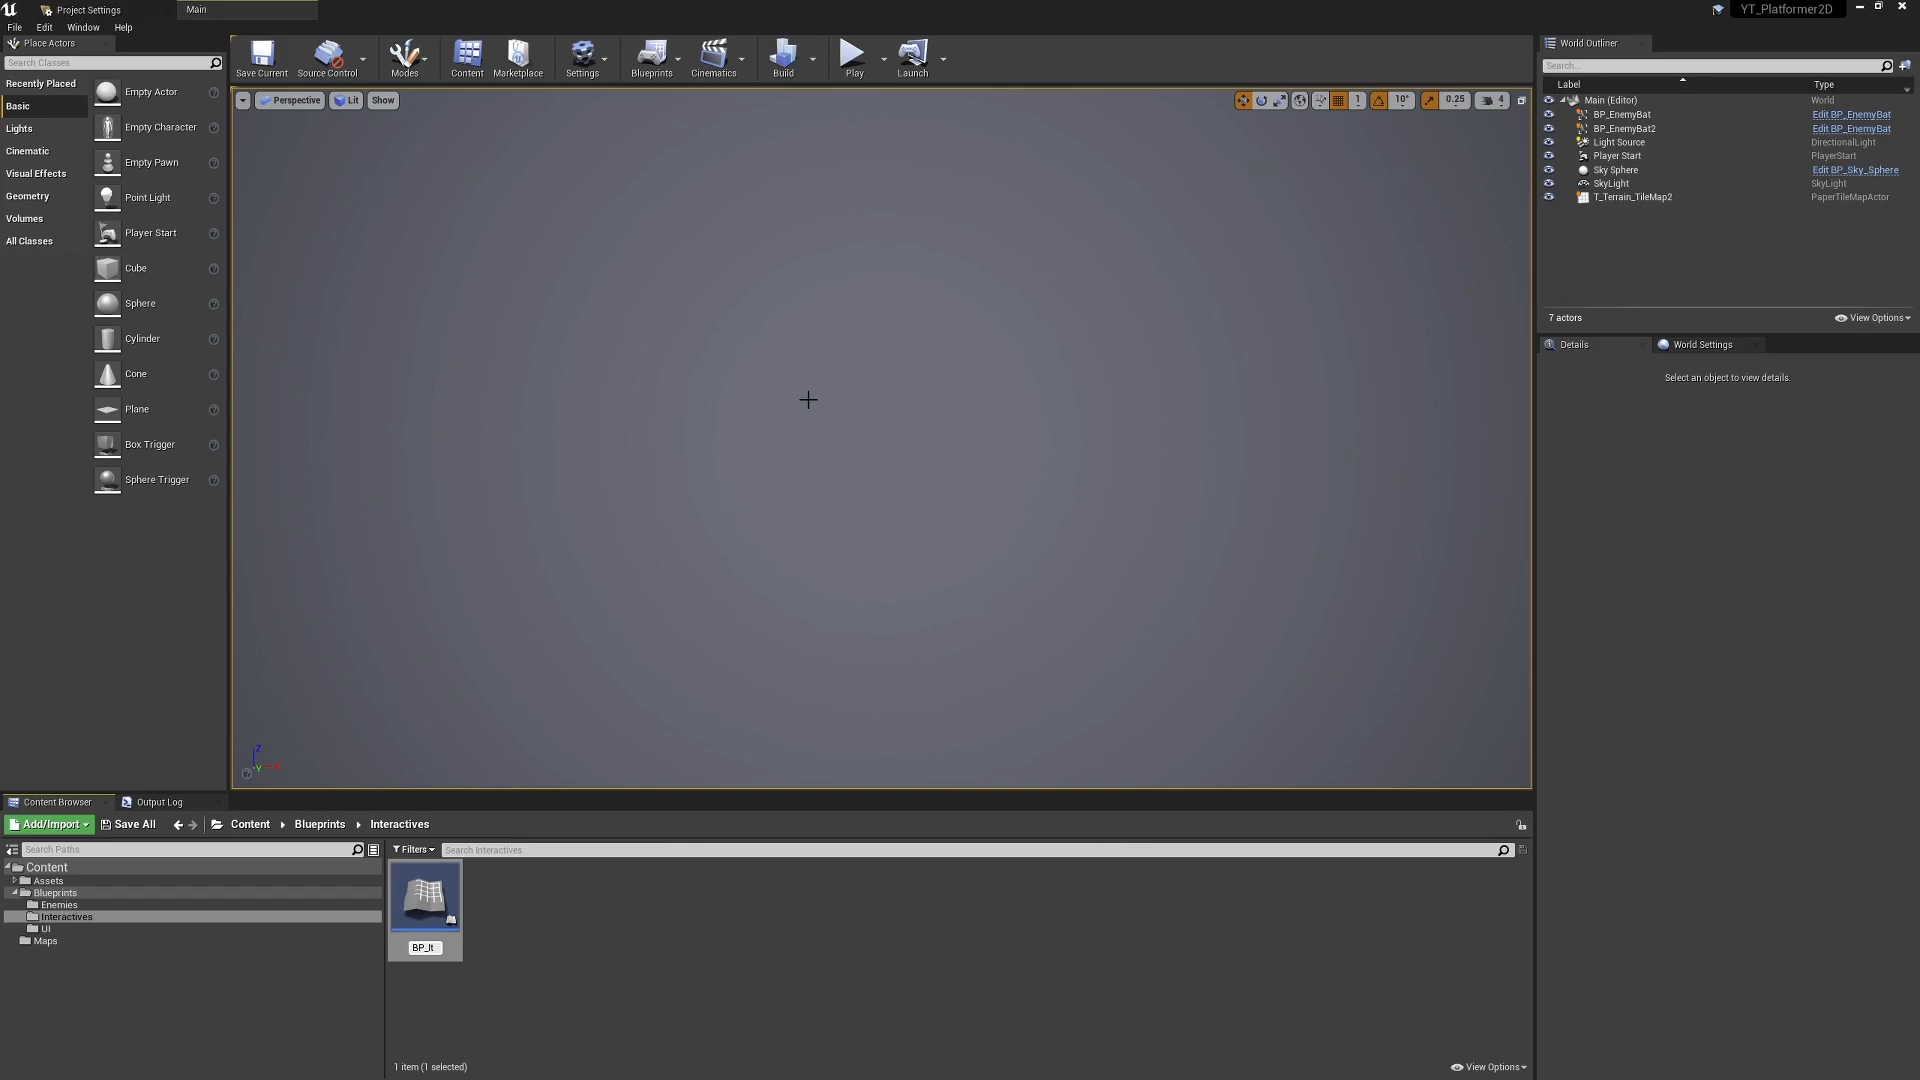 Project Settings
Main
YT_Platformer2D
File Edit Window Help
Place Actors
Search Classes
Recently Placed
Basic
Lights
Cinematic
Visual Effects
Geometry
Volumes
All Classes
Empty Actor
Empty Character
Empty Pawn
Point Light
Player Start
Cube
Sphere
Cylinder
Cone
Plane
Box Trigger
Sphere Trigger
Save Current Source Control Modes Content Marketplace Settings Blueprints Cinematics Build Play Launch
Perspective Lit Show
1 10° 0.25 4
Z
Y X
World Outliner
Search...
Label Type
Main (Editor) World
BP_EnemyBat Edit BP_EnemyBat
BP_EnemyBat2 Edit BP_EnemyBat
Light Source DirectionalLight
Player Start PlayerStart
Sky Sphere Edit BP_Sky_Sphere
SkyLight SkyLight
T_Terrain_TileMap2 PaperTileMapActor
7 actors View Options
Details World Settings
Select an object to view details.
Content Browser Output Log
Add/Import Save All Content Blueprints Interactives
Search Paths
Content
Assets
Blueprints
Enemies
Interactives
UI
Maps
Filters Search Interactives
BP_It
1 item (1 selected) View Options